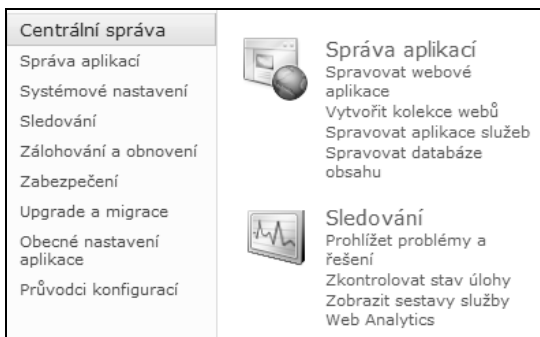 Centrální správa
Správa aplikací
Systémové nastavení
Sledování
Zálohování a obnovení
Zabezpečení
Upgrade a migrace
Obecné nastavení
aplikace
Průvodci konfigurací
Správa aplikací
Spravovat webové
aplikace
Vytvořit kolekce webů
Spravovat aplikace služeb
Spravovat databáze
obsahu
Sledování
Prohlížet problémy a
řešení
Zkontrolovat stav úlohy
Zobrazit sestavy služby
Web Analytics